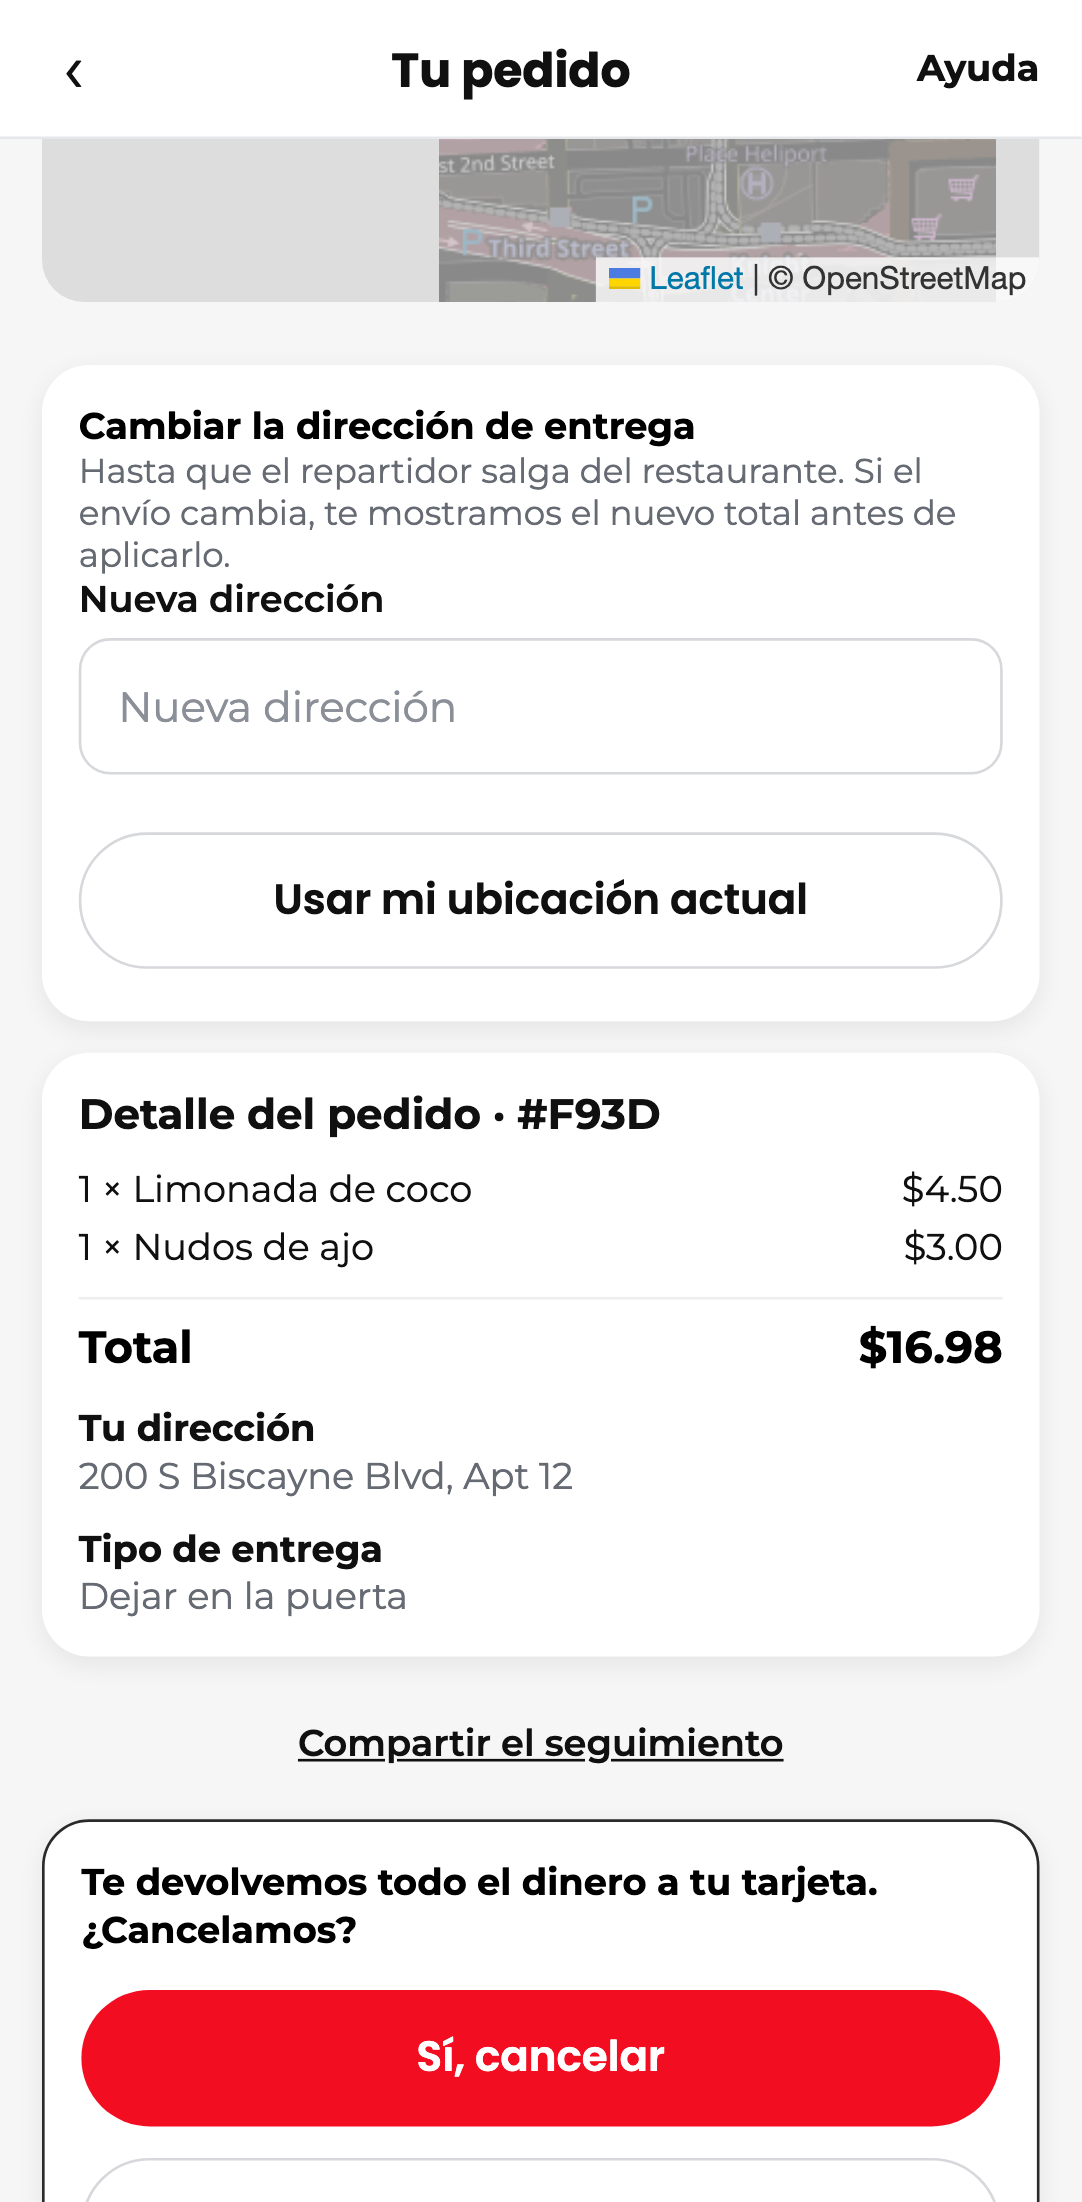 ‹
Tu pedido
Ayuda
st 2nd Street
Place Heliport
H
P
P Third Street
Leaflet | © OpenStreetMap
Cambiar la dirección de entrega
Hasta que el repartidor salga del restaurante. Si el
envío cambia, te mostramos el nuevo total antes de
aplicarlo.
Nueva dirección
Nueva dirección
Usar mi ubicación actual
Detalle del pedido · #F93D
1 × Limonada de coco $4.50
1 × Nudos de ajo $3.00
Total $16.98
Tu dirección
200 S Biscayne Blvd, Apt 12
Tipo de entrega
Dejar en la puerta
Compartir el seguimiento
Te devolvemos todo el dinero a tu tarjeta.
¿Cancelamos?
Sí, cancelar